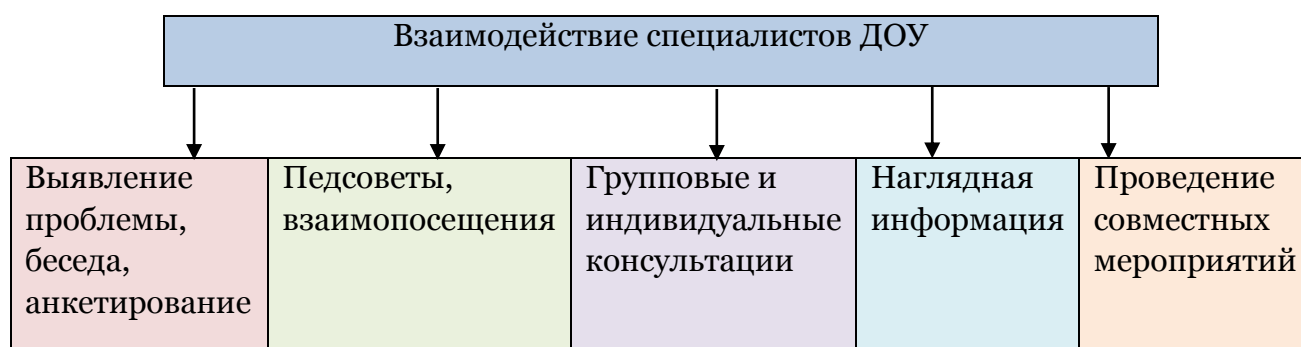 Взаимодействие специалистов ДОУ
Выявление
проблемы,
беседа,
анкетирование
Педсоветы,
взаимопосещения
Групповые и
индивидуальные
консультации
Наглядная
информация
Проведение
совместных
мероприятий